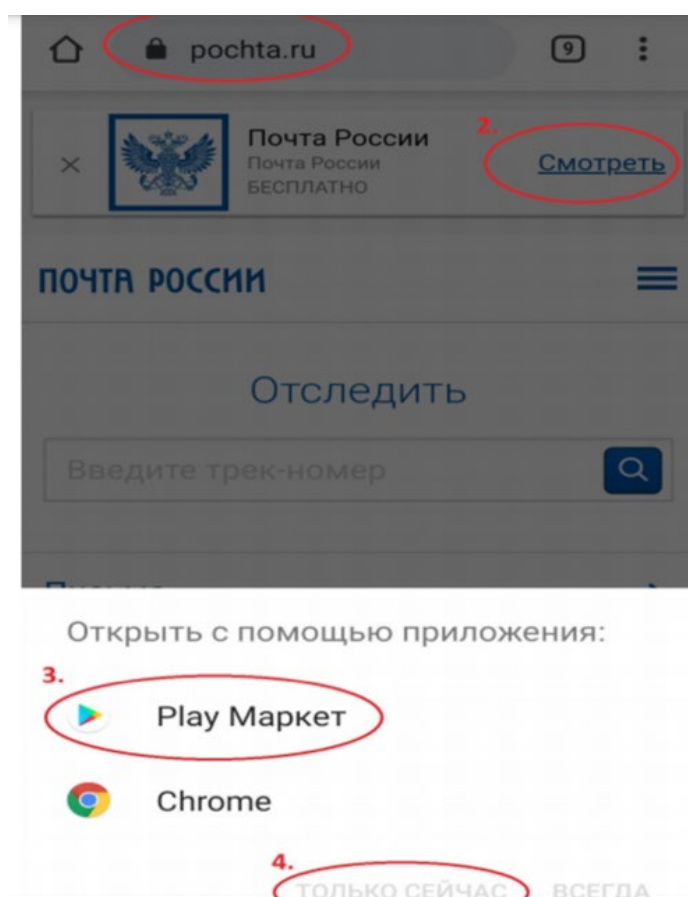 pochta.ru
9
2.
Почта России
Почта России
БЕСПЛАТНО
Смотреть
ПОЧТА РОССИИ
Отследить
Введите трек-номер
Открыть с помощью приложения:
3.
Play Маркет
Chrome
4.
ТОЛЬКО СЕЙЧАС
ВСЕГДА